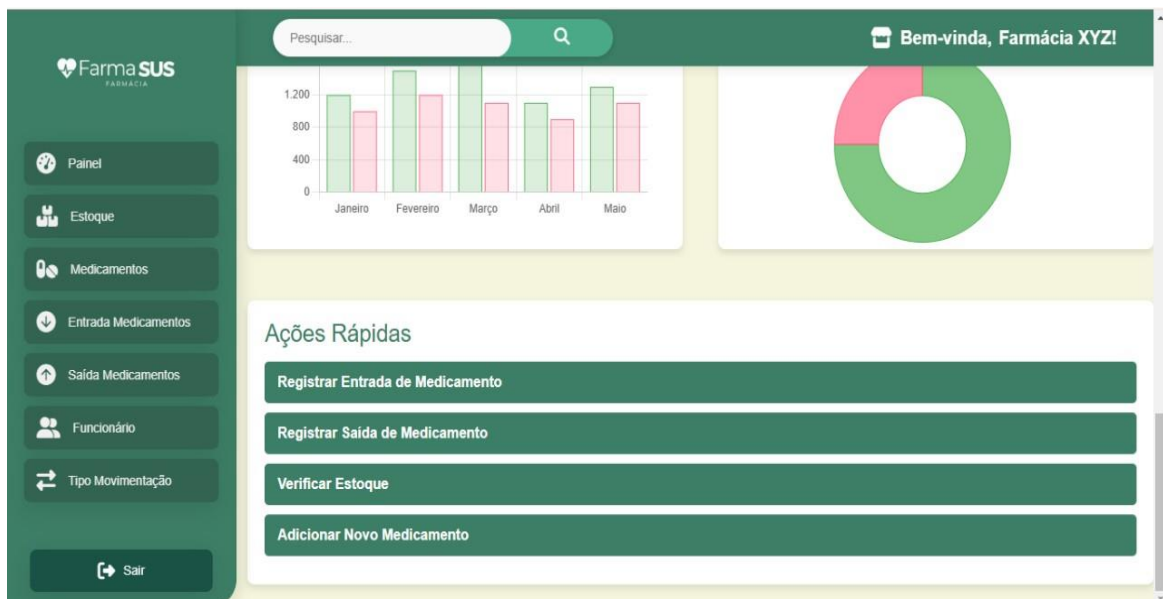 FarmaSUS
FARMÁCIA
Painel
Estoque
Medicamentos
Entrada Medicamentos
Saída Medicamentos
Funcionário
Tipo Movimentação
Sair
Pesquisar...
Bem-vinda, Farmácia XYZ!
1.200
800
400
0
Janeiro Fevereiro Março Abril Maio
Ações Rápidas
Registrar Entrada de Medicamento
Registrar Saída de Medicamento
Verificar Estoque
Adicionar Novo Medicamento